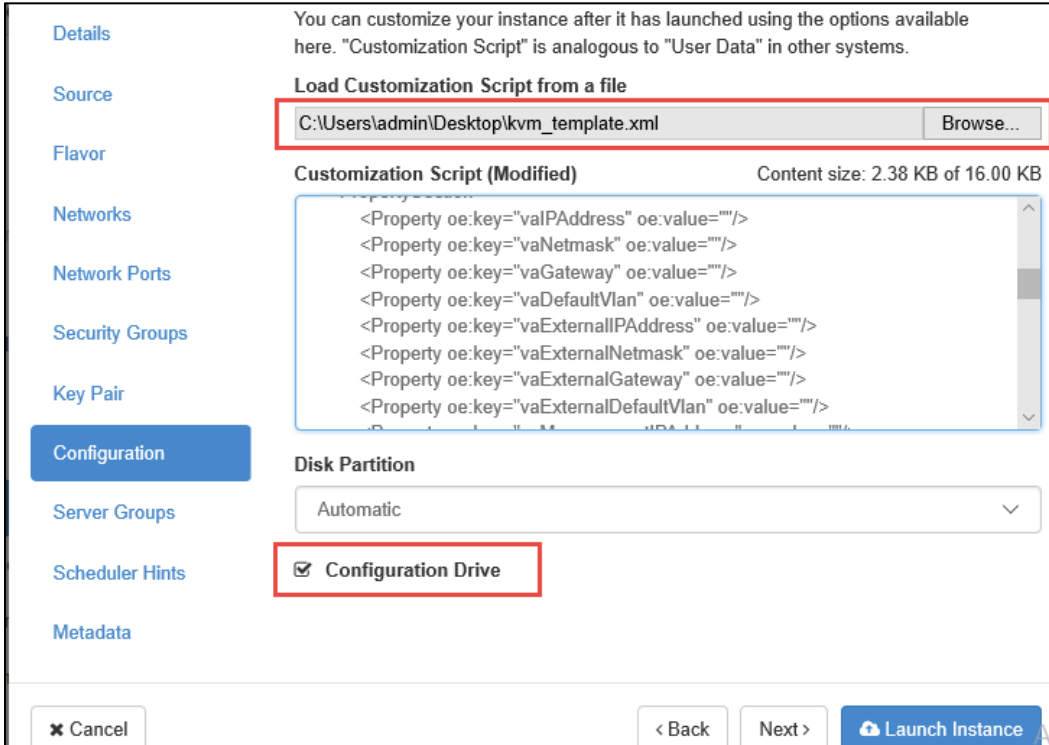 Details
Source
Flavor
Networks
Network Ports
Security Groups
Key Pair
Configuration
Server Groups
Scheduler Hints
Metadata
You can customize your instance after it has launched using the options available
here. "Customization Script" is analogous to "User Data" in other systems.
Load Customization Script from a file
C:\Users\admin\Desktop\kvm_template.xml Browse...
Customization Script (Modified) Content size: 2.38 KB of 16.00 KB
<Property oe:key="vaIPAddress" oe:value=""/>
<Property oe:key="vaNetmask" oe:value=""/>
<Property oe:key="vaGateway" oe:value=""/>
<Property oe:key="vaDefaultVlan" oe:value=""/>
<Property oe:key="vaExternalIPAddress" oe:value=""/>
<Property oe:key="vaExternalNetmask" oe:value=""/>
<Property oe:key="vaExternalGateway" oe:value=""/>
<Property oe:key="vaExternalDefaultVlan" oe:value=""/>
Disk Partition
Automatic
Configuration Drive
Cancel
< Back Next > Launch Instance